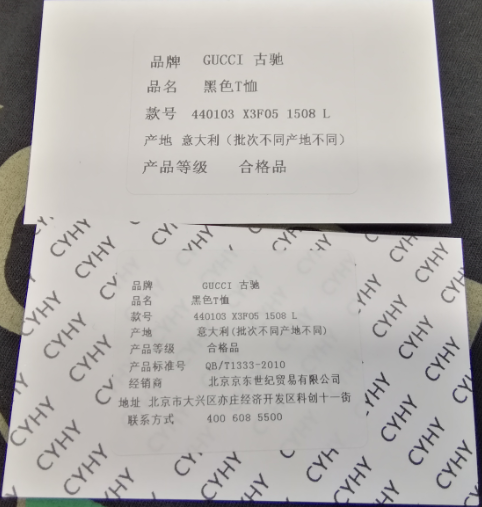 品牌 GUCCI 古驰
品名 黑色T恤
款号 440103 X3F05 1508 L
产地 意大利（批次不同产地不同）
产品等级 合格品
CYHY
品牌 GUCCI 古驰
品名 黑色T恤
款号 440103 X3F05 1508 L
产地 意大利(批次不同产地不同)
产品等级 合格品
产品标准号 QB/T1333-2010
经销商 北京京东世纪贸易有限公司
地址 北京市大兴区亦庄经济开发区科创十一街
联系方式 400 608 5500